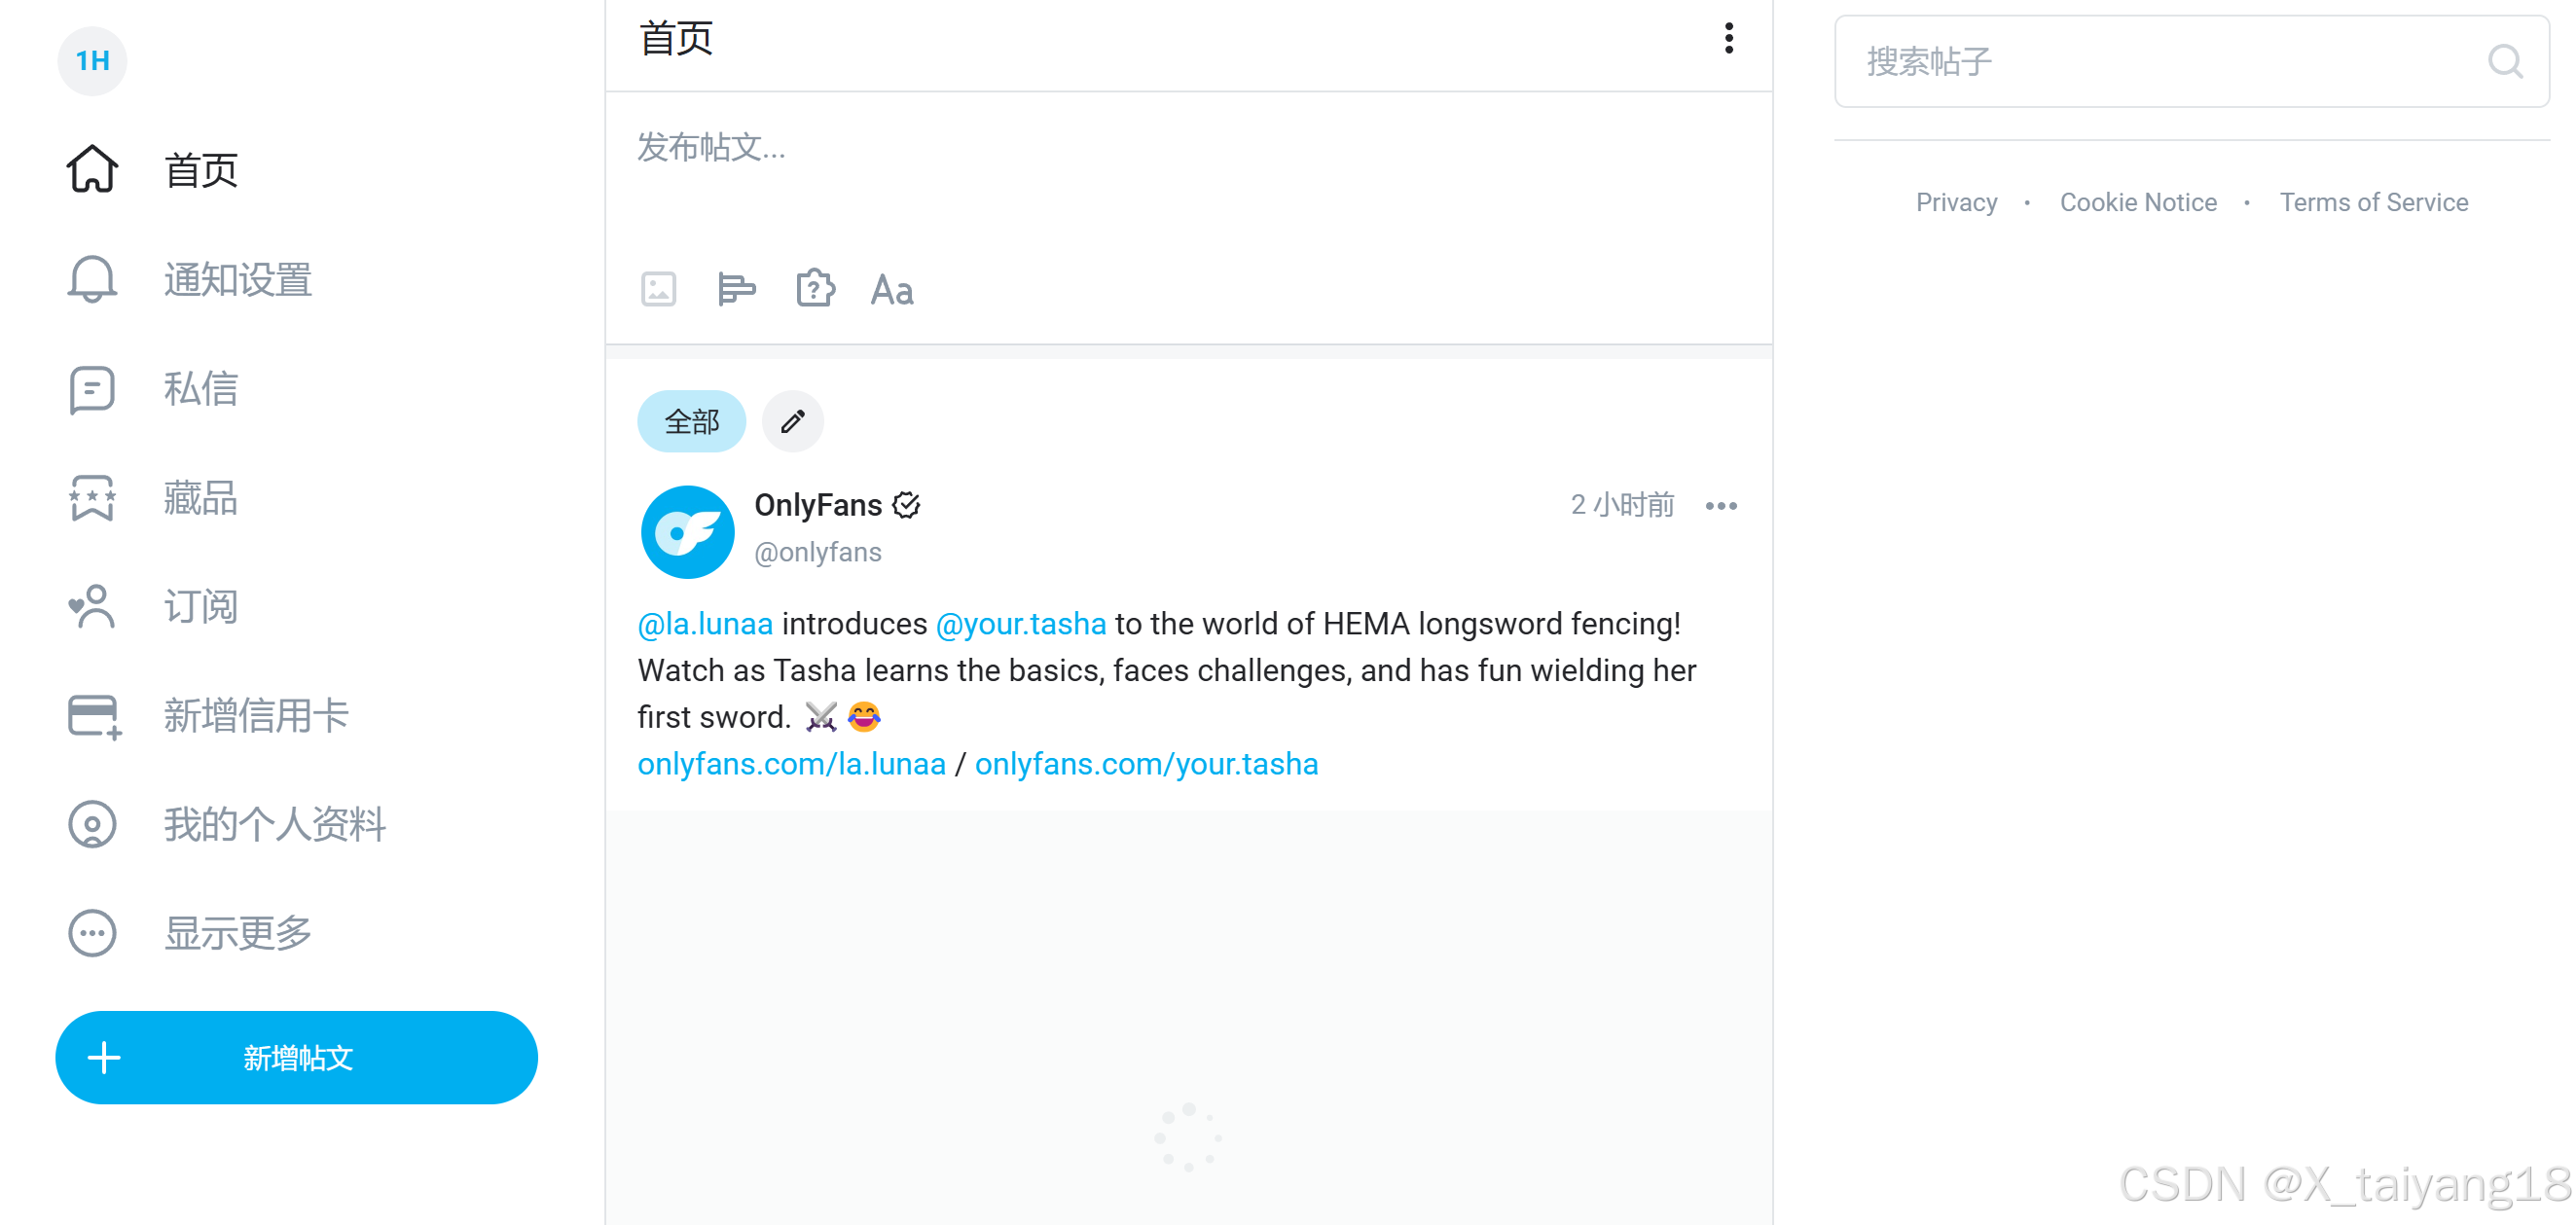 1H
首页
通知设置
私信
藏品
订阅
新增信用卡
我的个人资料
显示更多
新增帖文
首页
发布帖文...
Aa
全部
OnlyFans
2 小时前
@onlyfans
@la.lunaa introduces @your.tasha to the world of HEMA longsword fencing!
Watch as Tasha learns the basics, faces challenges, and has fun wielding her
first sword. ⚔️ 😂
onlyfans.com/la.lunaa / onlyfans.com/your.tasha
搜索帖子
Privacy • Cookie Notice • Terms of Service
CSDN @X_taiyang18